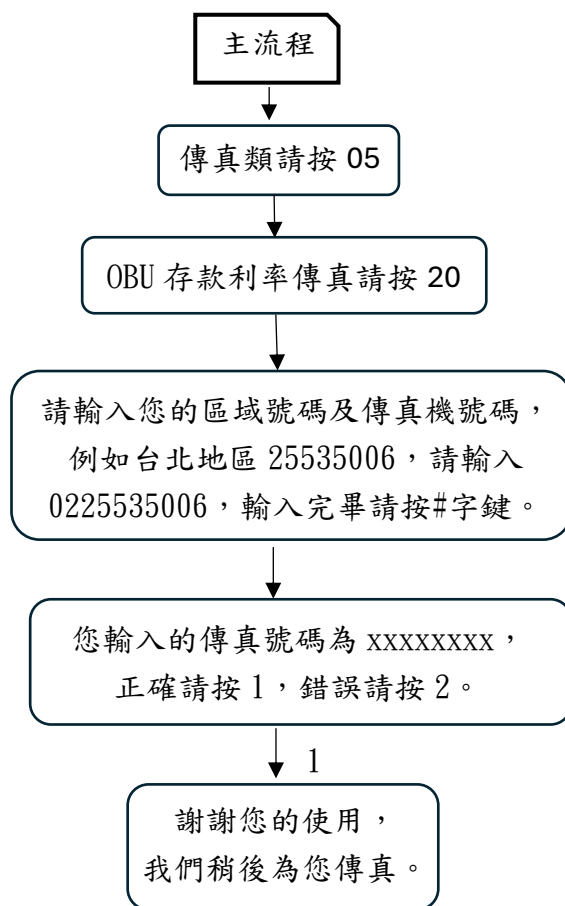 主流程
傳真類請按 05
OBU 存款利率傳真請按 20
請輸入您的區域號碼及傳真機號碼，
例如台北地區 25535006，請輸入
0225535006，輸入完畢請按#字鍵。
您輸入的傳真號碼為 xxxxxxxx，
正確請按 1，錯誤請按 2。
1
謝謝您的使用，
我們稍後為您傳真。